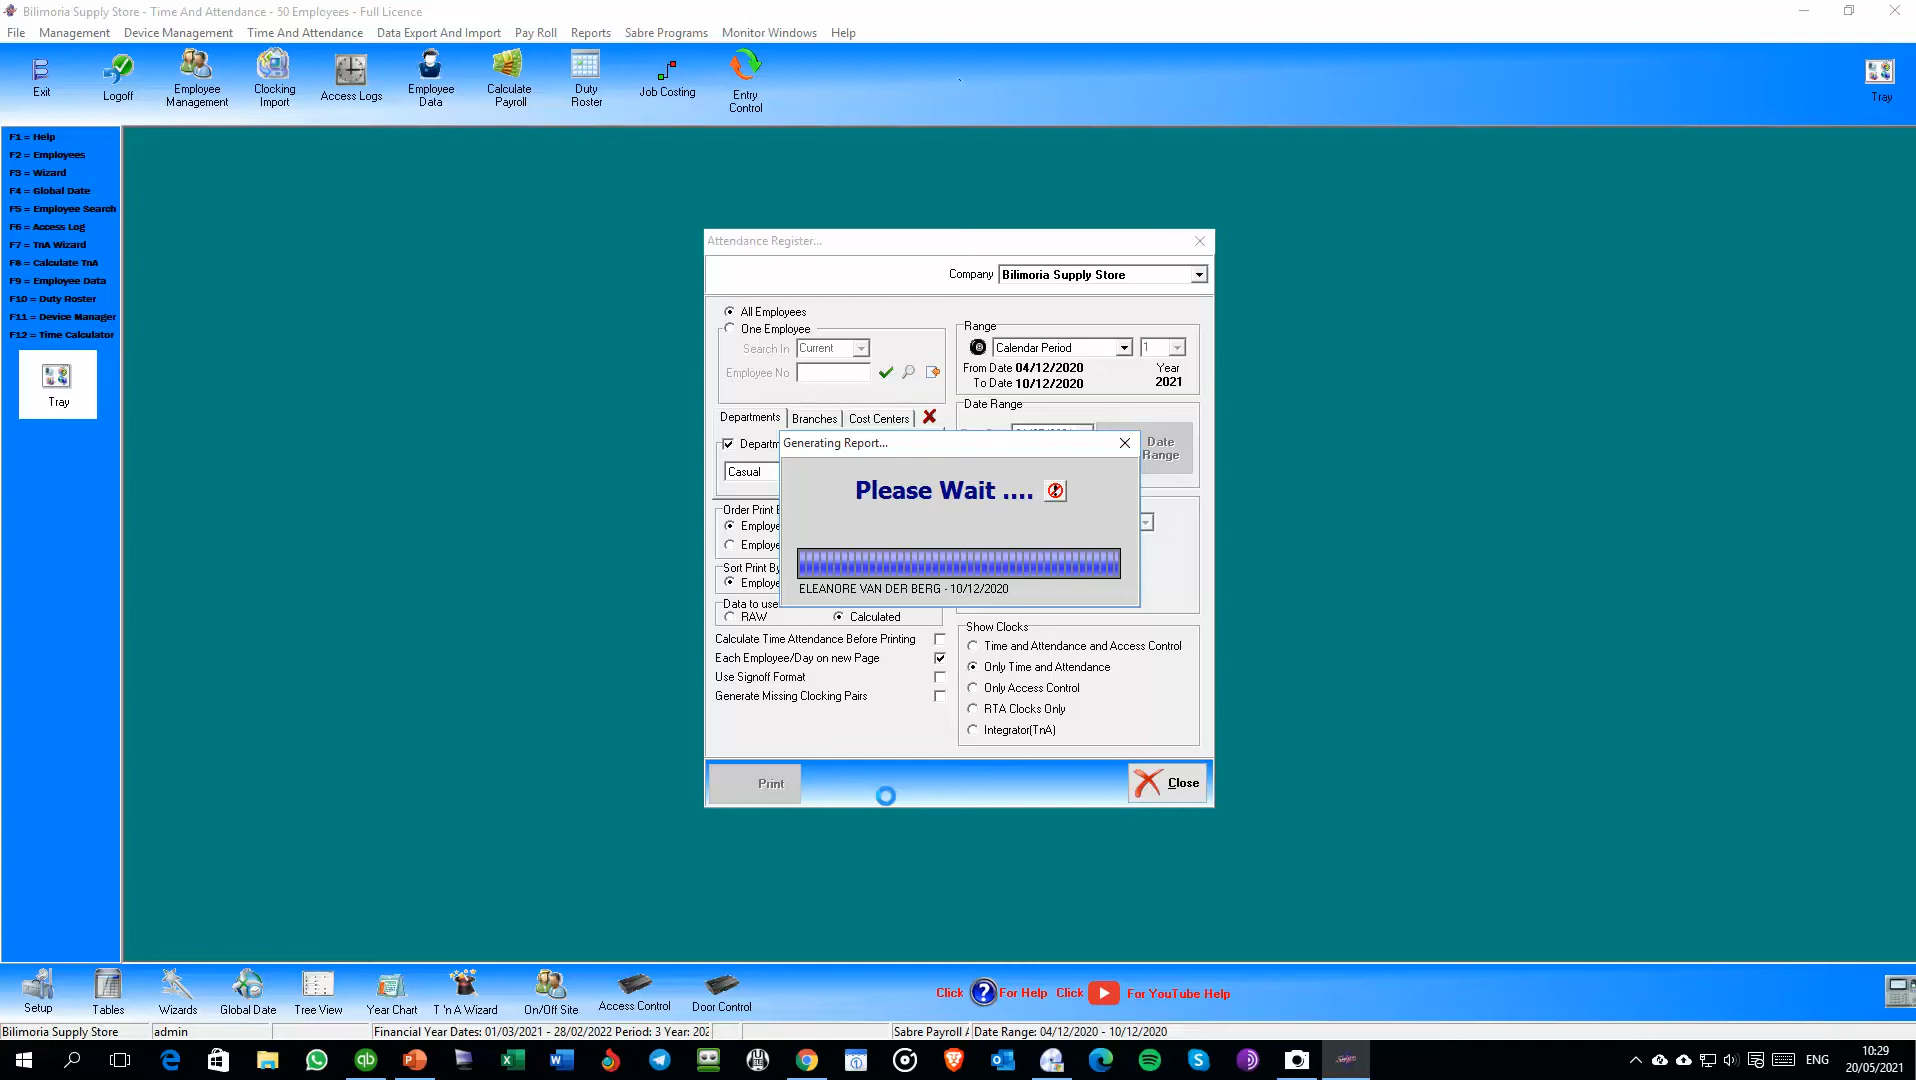 Bilimoria Supply Store - Time And Attendance - 50 Employees - Full Licence
File Management Device Management Time And Attendance Data Export And Import Pay Roll Reports Sabre Programs Monitor Windows Help
Exit
Logoff
Employee Management
Clocking Import
Access Logs
Employee Data
Calculate Payroll
Duty Roster
Job Costing
Entry Control
Tray
F1 = Help
F2 = Employees
F3 = Wizard
F4 = Global Date
F5 = Employee Search
F6 = Access Log
F7 = TnA Wizard
F8 = Calculate TnA
F9 = Employee Data
F10 = Duty Roster
F11 = Device Manager
F12 = Time Calculator
Tray
Attendance Register...
Company Bilimoria Supply Store
All Employees
One Employee
Search In Current
Employee No
Range
Calendar Period 1
From Date 04/12/2020 Year
To Date 10/12/2020 2021
Departments Branches Cost Centers
Date Range
Departm
Casual
Date Range
Generating Report...
Please Wait ....
ELEANORE VAN DER BERG - 10/12/2020
Order Print B
Employe
Employe
Sort Print By
Employe
Data to use
RAW Calculated
Calculate Time Attendance Before Printing
Each Employee/Day on new Page
Use Signoff Format
Generate Missing Clocking Pairs
Show Clocks
Time and Attendance and Access Control
Only Time and Attendance
Only Access Control
RTA Clocks Only
Integrator(TnA)
Print
Close
Setup
Tables
Wizards
Global Date
Tree View
Year Chart
T 'n A Wizard
On/Off Site
Access Control
Door Control
Click ? For Help Click For YouTube Help
Bilimoria Supply Store admin Financial Year Dates: 01/03/2021 - 28/02/2022 Period: 3 Year: 202 Sabre Payroll A Date Range: 04/12/2020 - 10/12/2020
ENG
10:29
20/05/2021